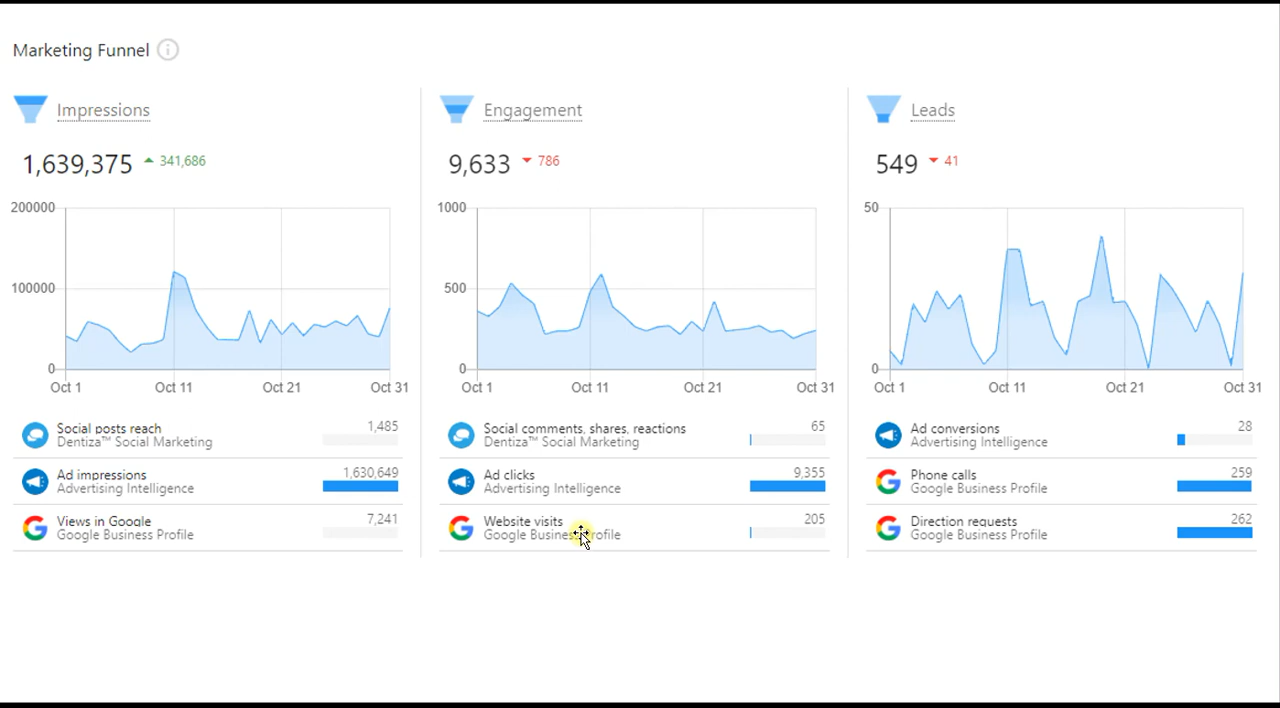 Marketing Funnel
Impressions
1,639,375 341,686
200000
100000
0
Oct 1 Oct 11 Oct 21 Oct 31
Social posts reach 1,485
Dentiza™ Social Marketing
Ad impressions 1,630,649
Advertising Intelligence
Views in Google 7,241
Google Business Profile
Engagement
9,633 786
1000
500
0
Oct 1 Oct 11 Oct 21 Oct 31
Social comments, shares, reactions 65
Dentiza™ Social Marketing
Ad clicks 9,355
Advertising Intelligence
Website visits 205
Google Business Profile
Leads
549 41
50
0
Oct 1 Oct 11 Oct 21 Oct 31
Ad conversions 28
Advertising Intelligence
Phone calls 259
Google Business Profile
Direction requests 262
Google Business Profile